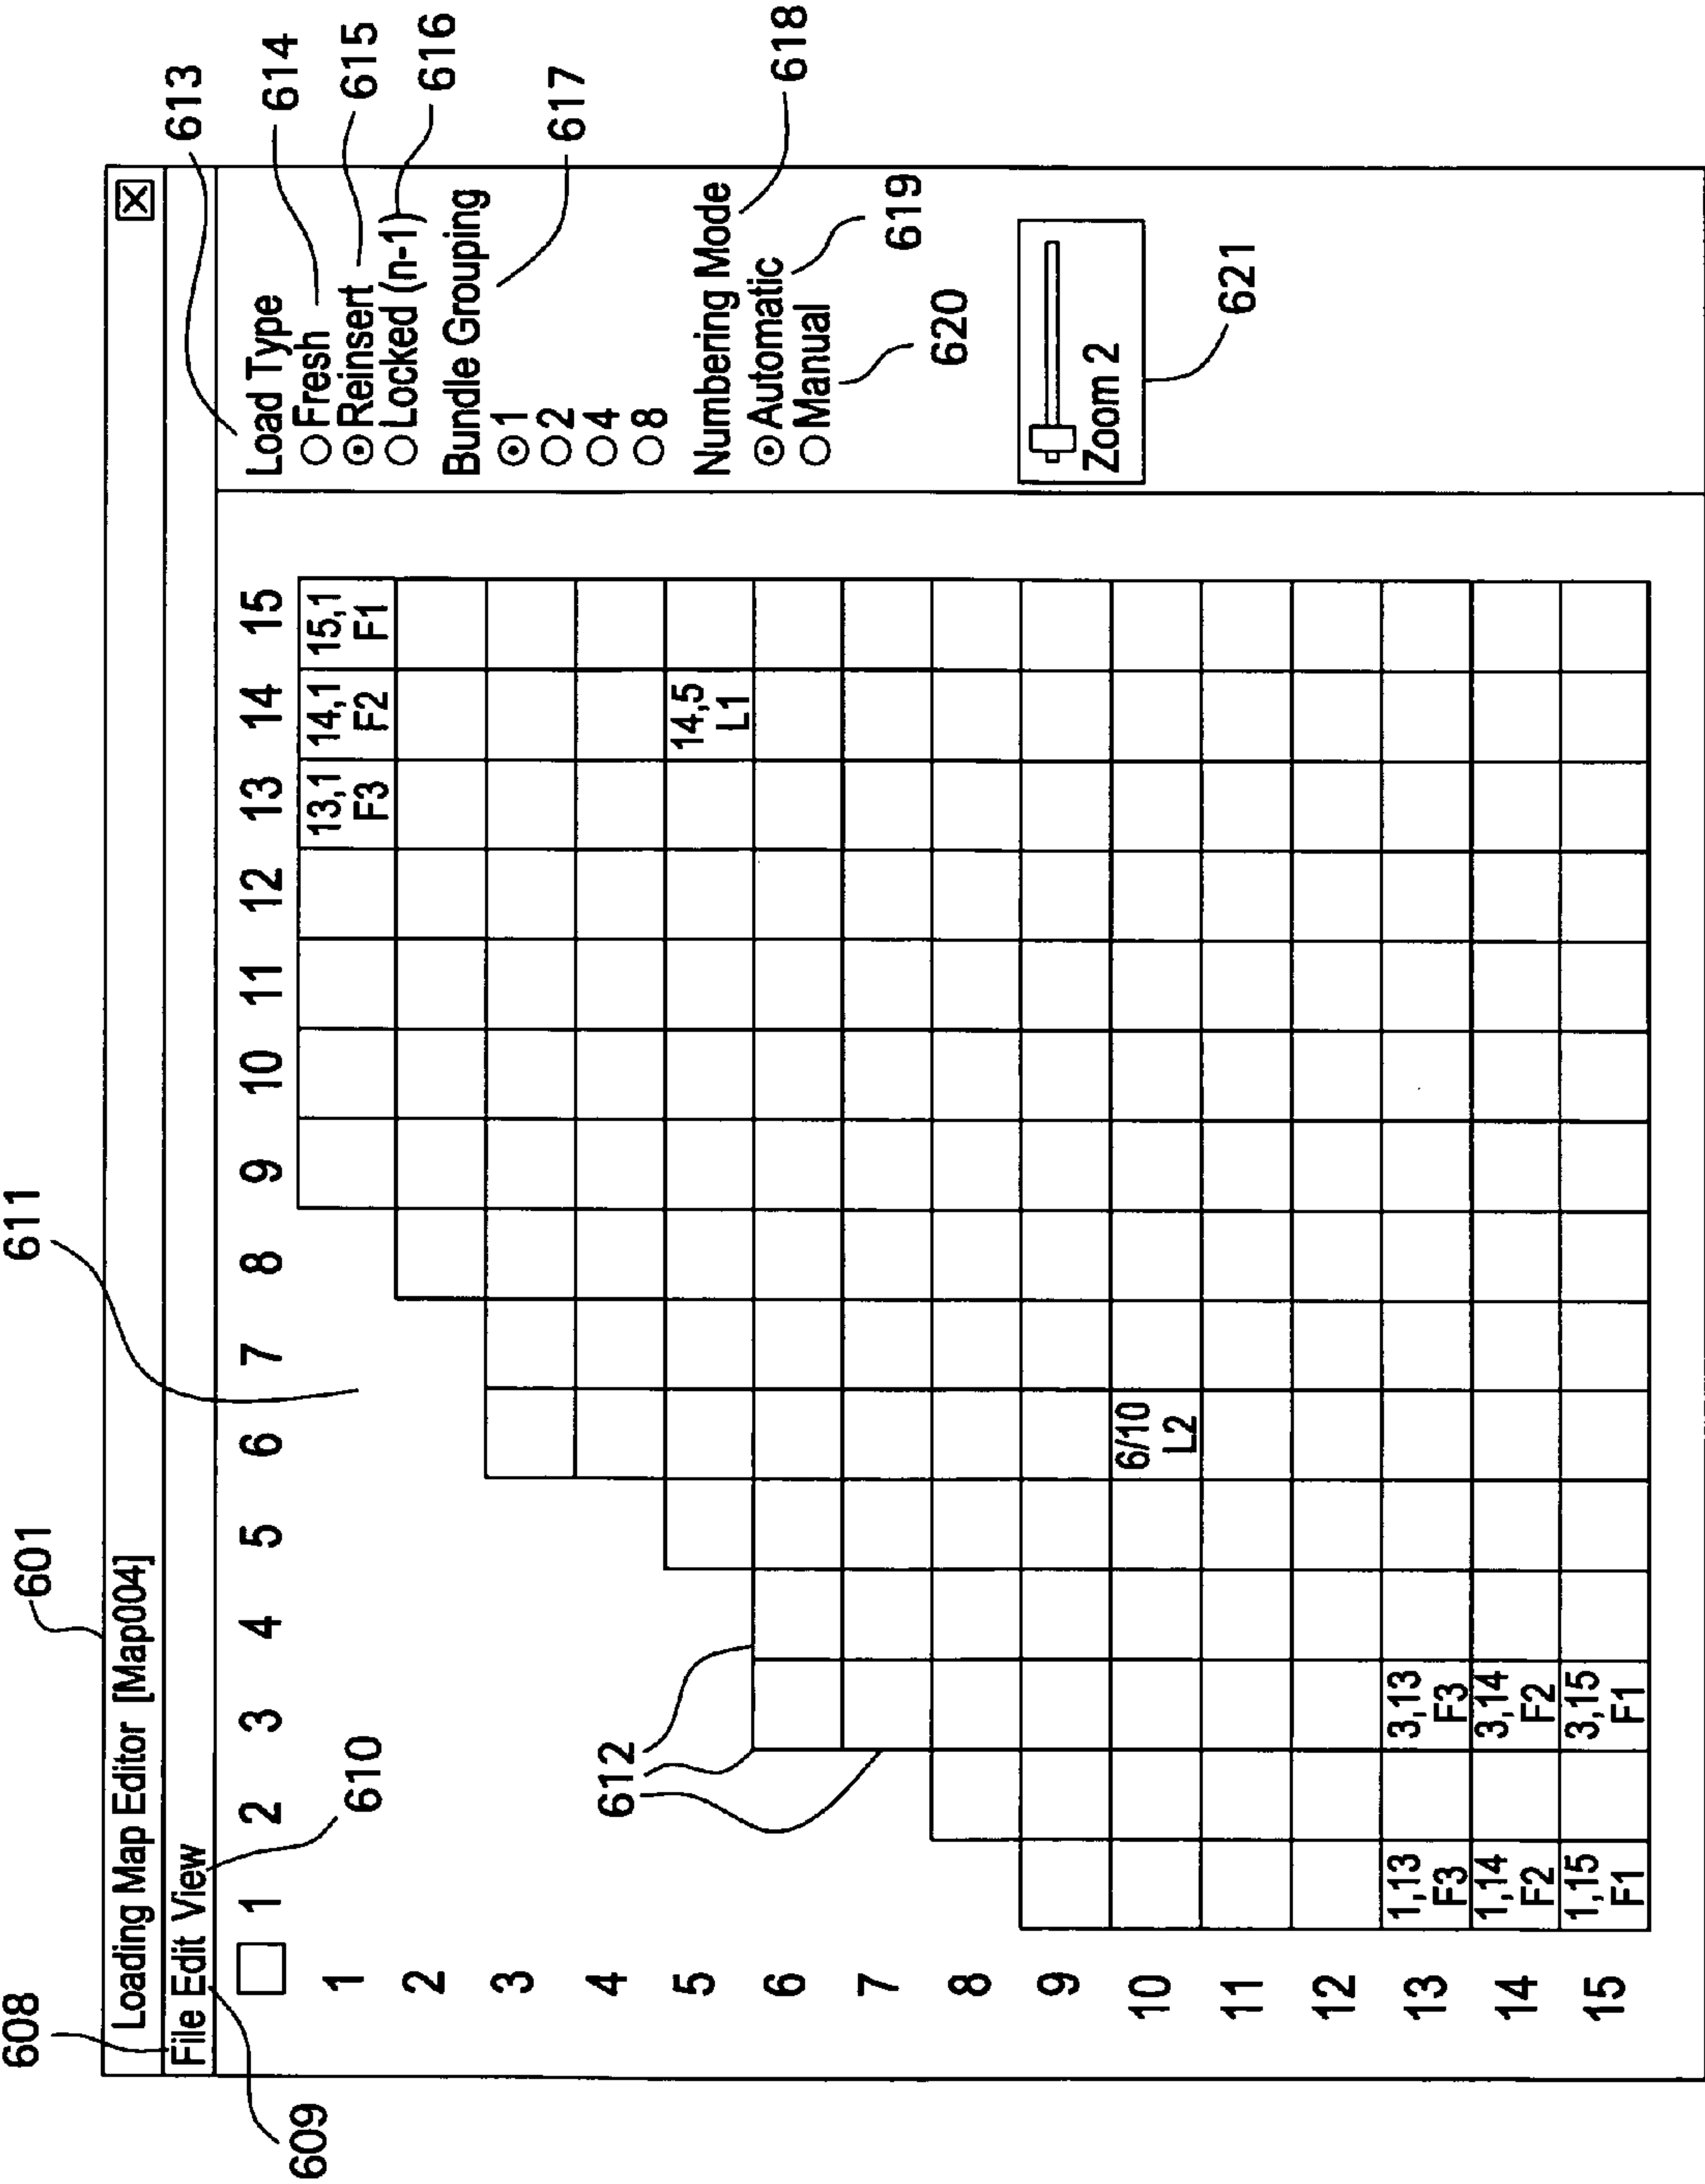 608
601
611
Loading Map Editor [Map004]
File Edit View
609
610
1 2 3 4 5 6 7 8 9 10 11 12 13 14 15
1
13,1
F3
14,1
F2
15,1
F1
2
3
4
5
14,5
L1
6
7
8
9
10
6/10
L2
11
12
13
1,13
F3
3,13
F3
14
1,14
F2
3,14
F2
15
1,15
F1
3,15
F1
612
Load Type
Fresh
Reinsert
Locked (n-1)
Bundle Grouping
1
2
4
8
Numbering Mode
Automatic
Manual
Zoom 2
613
614
615
616
617
618
619
620
621